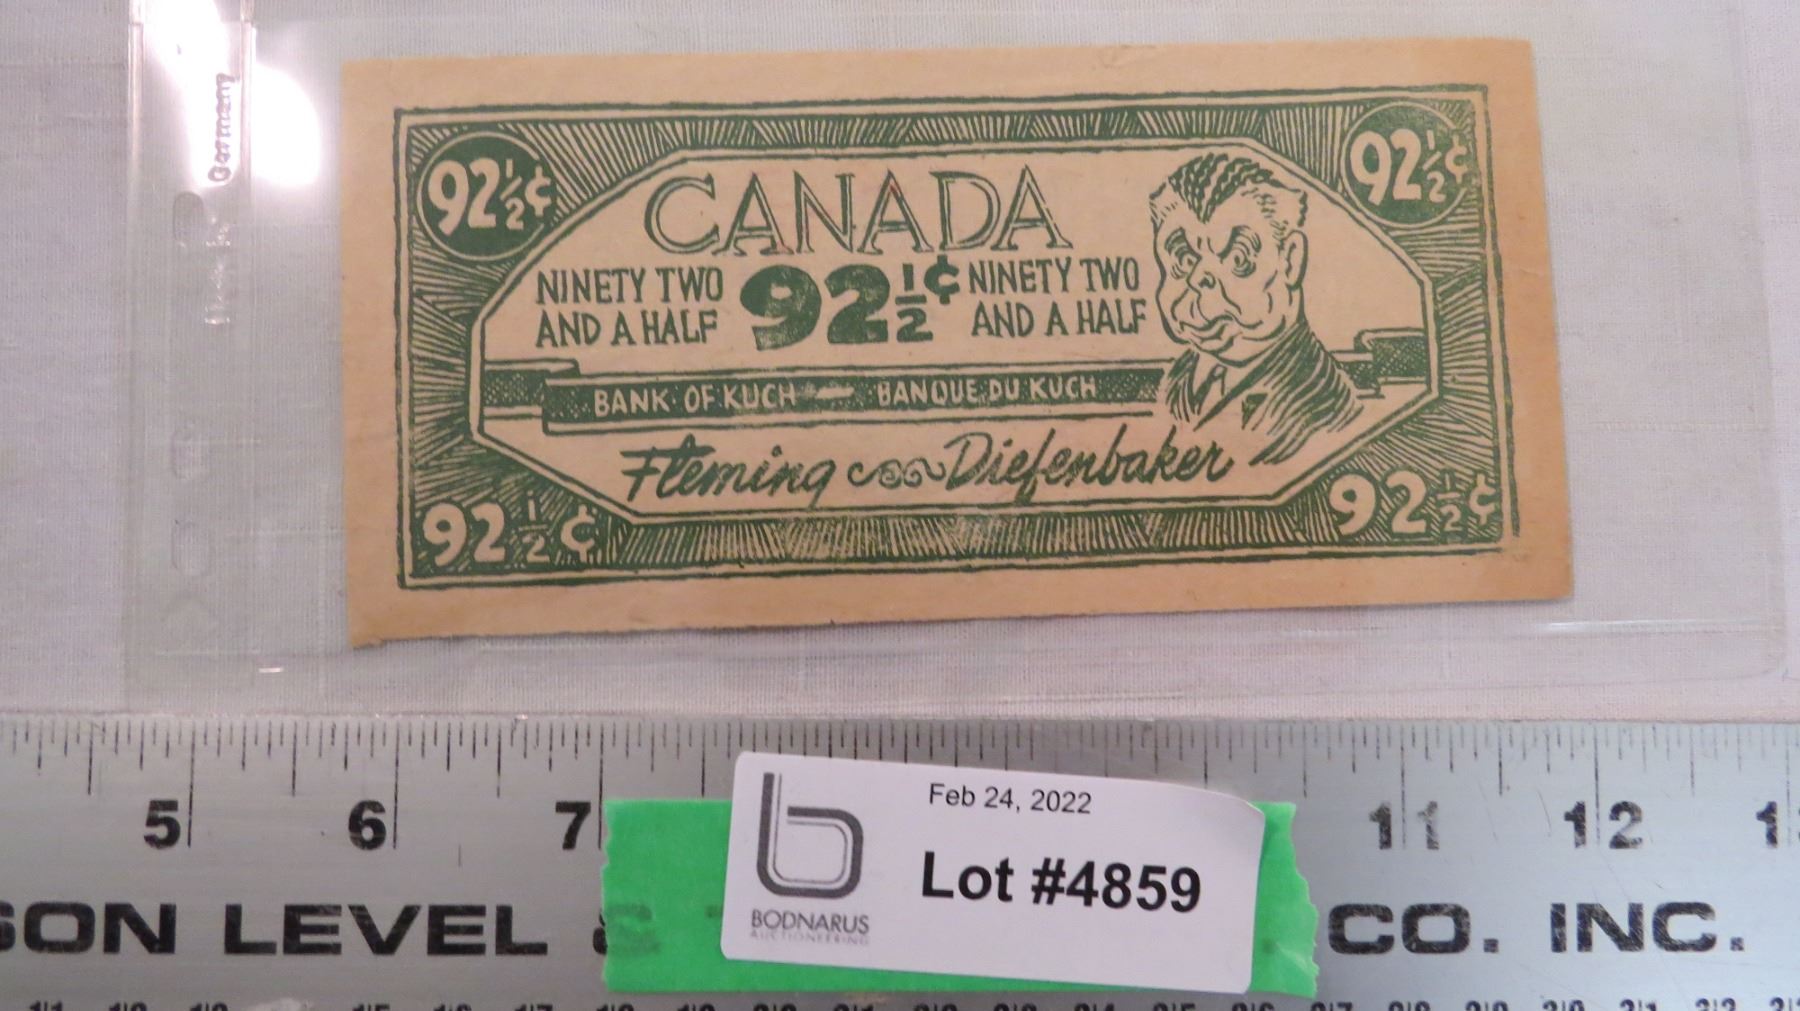 Germany
92½¢
92½¢
CANADA
NINETY TWO AND A HALF
92½¢
NINETY TWO AND A HALF
BANK OF KUCH — BANQUE DU KUCH
Fleming Diefenbaker
92½¢
92½¢
5 6 7 11 12
Feb 24, 2022
Lot #4859
BODNARUS
AUCTIONEERING
SON LEVEL CO. INC.